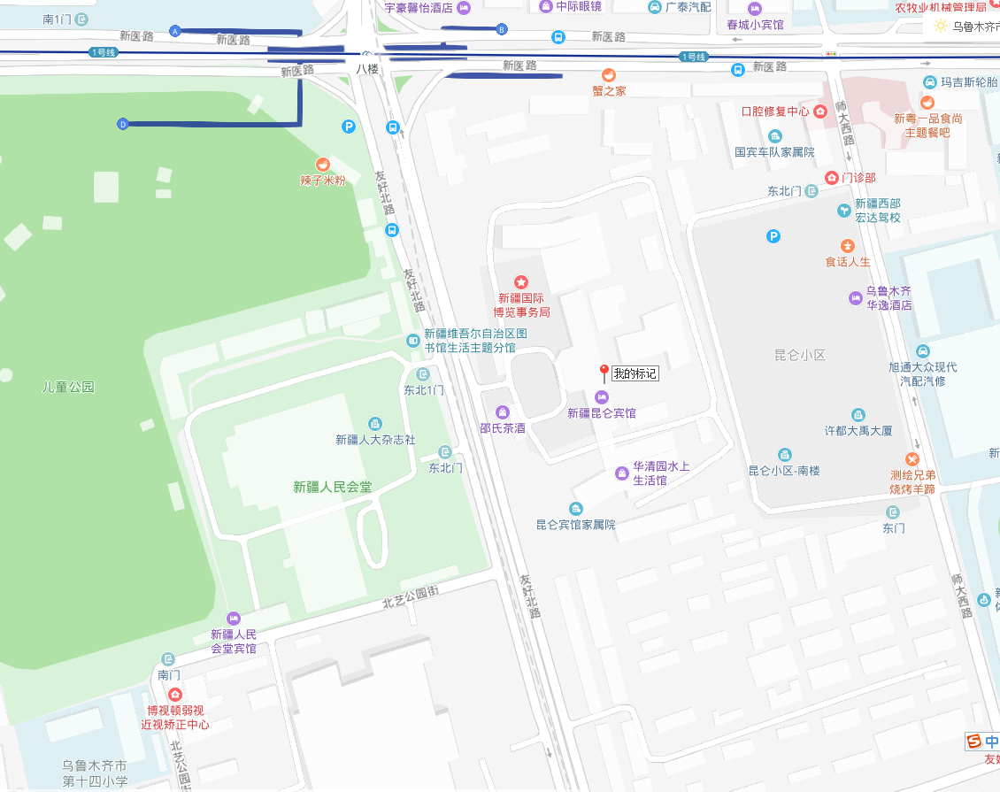 宇豪馨怡酒店
中际眼镜
广泰汽配
农牧业机械管理局
南1门
春城小宾馆
乌鲁木齐市
A
B
新医路
新医路
新医路
1号线
1号线
八楼
新医路
新医路
新医路
蟹之家
玛吉斯轮胎
口腔修复中心
师大西路
新粤一品食尚
主题餐吧
D
P
国宾车队家属院
辣子米粉
友好北路
门诊部
东北门
新疆西部
宏达驾校
P
食话人生
友好北路
新疆国际
博览事务局
乌鲁木齐
华逸酒店
新疆维吾尔自治区图
书馆生活主题分馆
昆仑小区
我的标记
旭通大众现代
汽配汽修
儿童公园
东北1门
新疆昆仑宾馆
邵氏茶酒
新疆人大杂志社
许都大禹大厦
东北门
华清园水上
生活馆
昆仑小区-南楼
测绘兄弟
烧烤羊蹄
新疆人民会堂
昆仑宾馆家属院
东门
友好北路
师大西路
北艺公园街
新疆人民
会堂宾馆
南门
博视顿弱视
近视矫正中心
北艺公园街
乌鲁木齐市
第十四小学
S中
友好